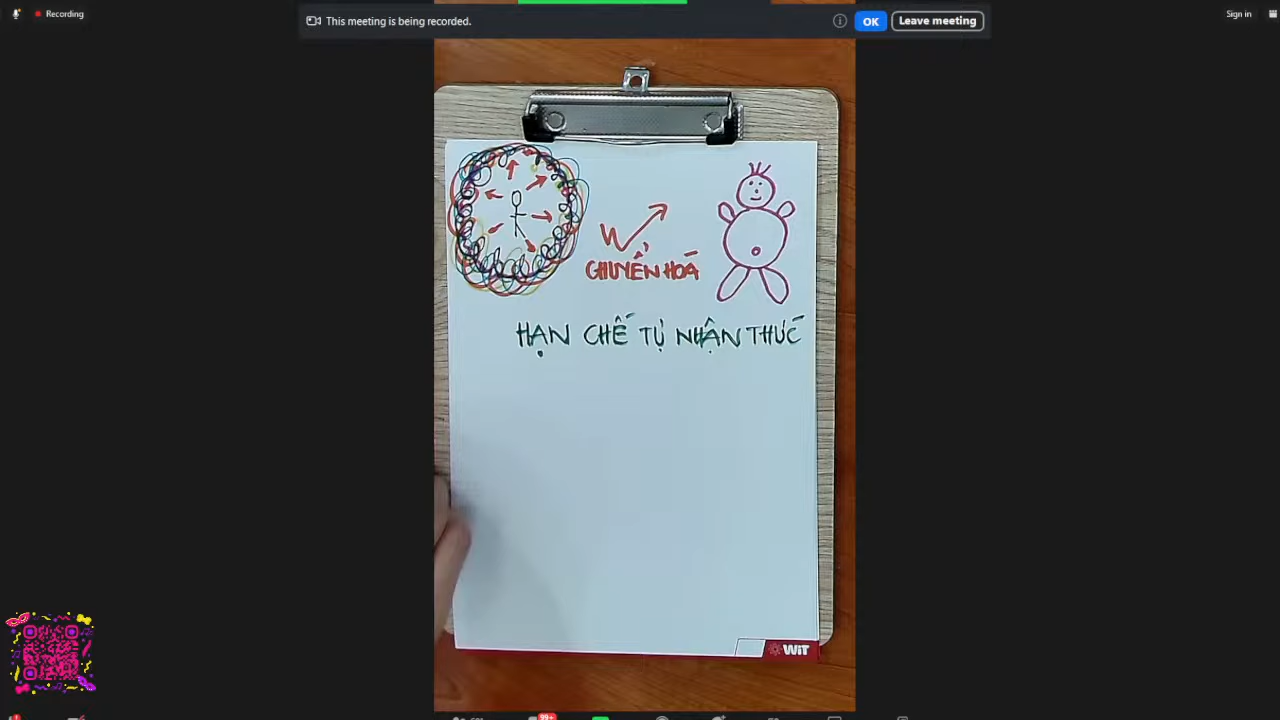 Recording
This meeting is being recorded.
OK
Leave meeting
Sign in
W
CHUYỂN HOÁ
HẠN CHẾ TỰ NHẬN THỨC
WiT
99+